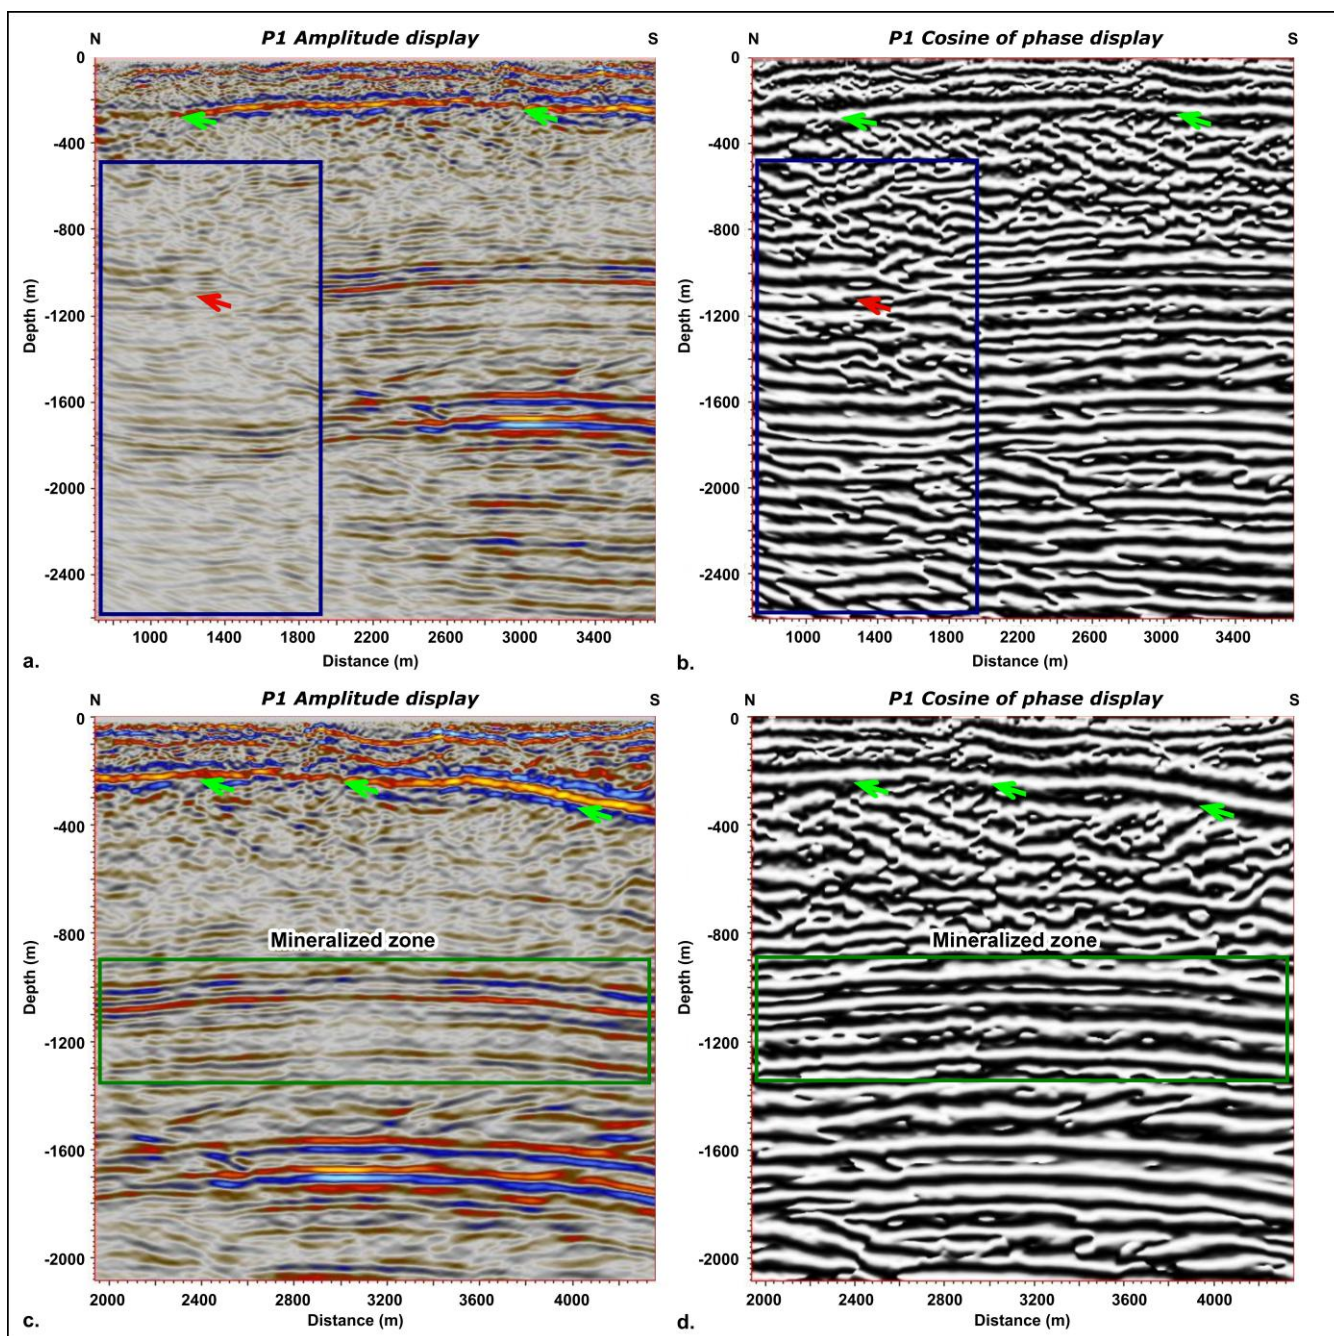 N P1 Amplitude display S
0
-400
-800
-1200
-1600
-2000
-2400
Depth (m)
1000 1400 1800 2200 2600 3000 3400
Distance (m)
a.
N P1 Cosine of phase display S
0
-400
-800
-1200
-1600
-2000
-2400
Depth (m)
1000 1400 1800 2200 2600 3000 3400
Distance (m)
b.
N P1 Amplitude display S
0
-400
-800
Mineralized zone
-1200
-1600
-2000
Depth (m)
2000 2400 2800 3200 3600 4000
Distance (m)
c.
N P1 Cosine of phase display S
0
-400
-800
Mineralized zone
-1200
-1600
-2000
Depth (m)
2000 2400 2800 3200 3600 4000
Distance (m)
d.